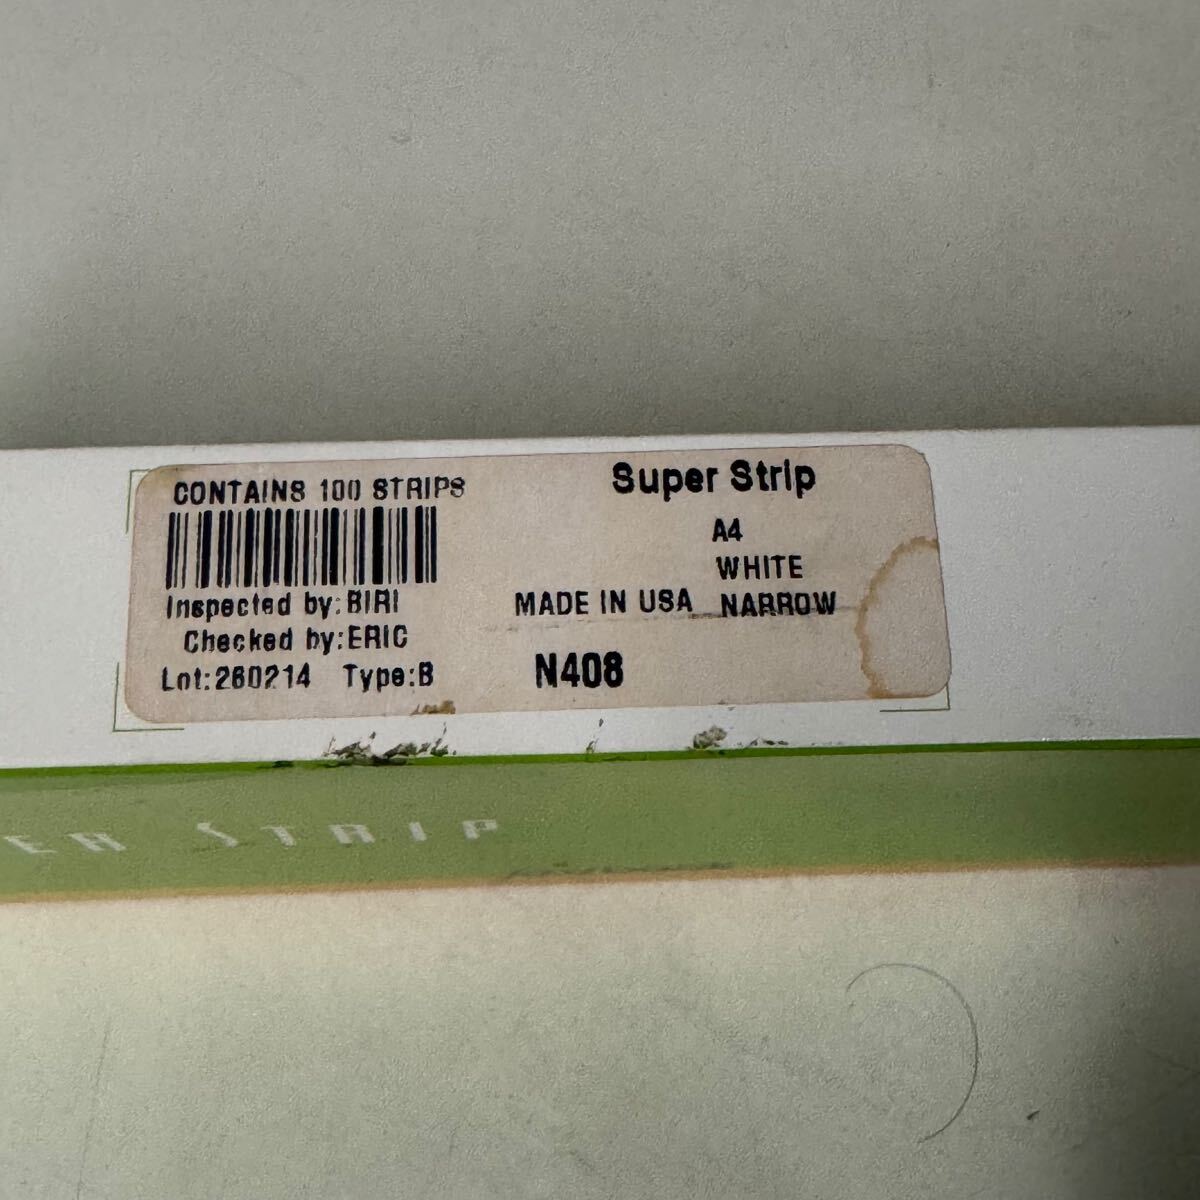 CONTAINS 100 STRIPS
Inspected by:BIRI
Checked by:ERIC
Lot:260214 Type:B
Super Strip
A4
WHITE
MADE IN USA NARROW
N408
STRIP